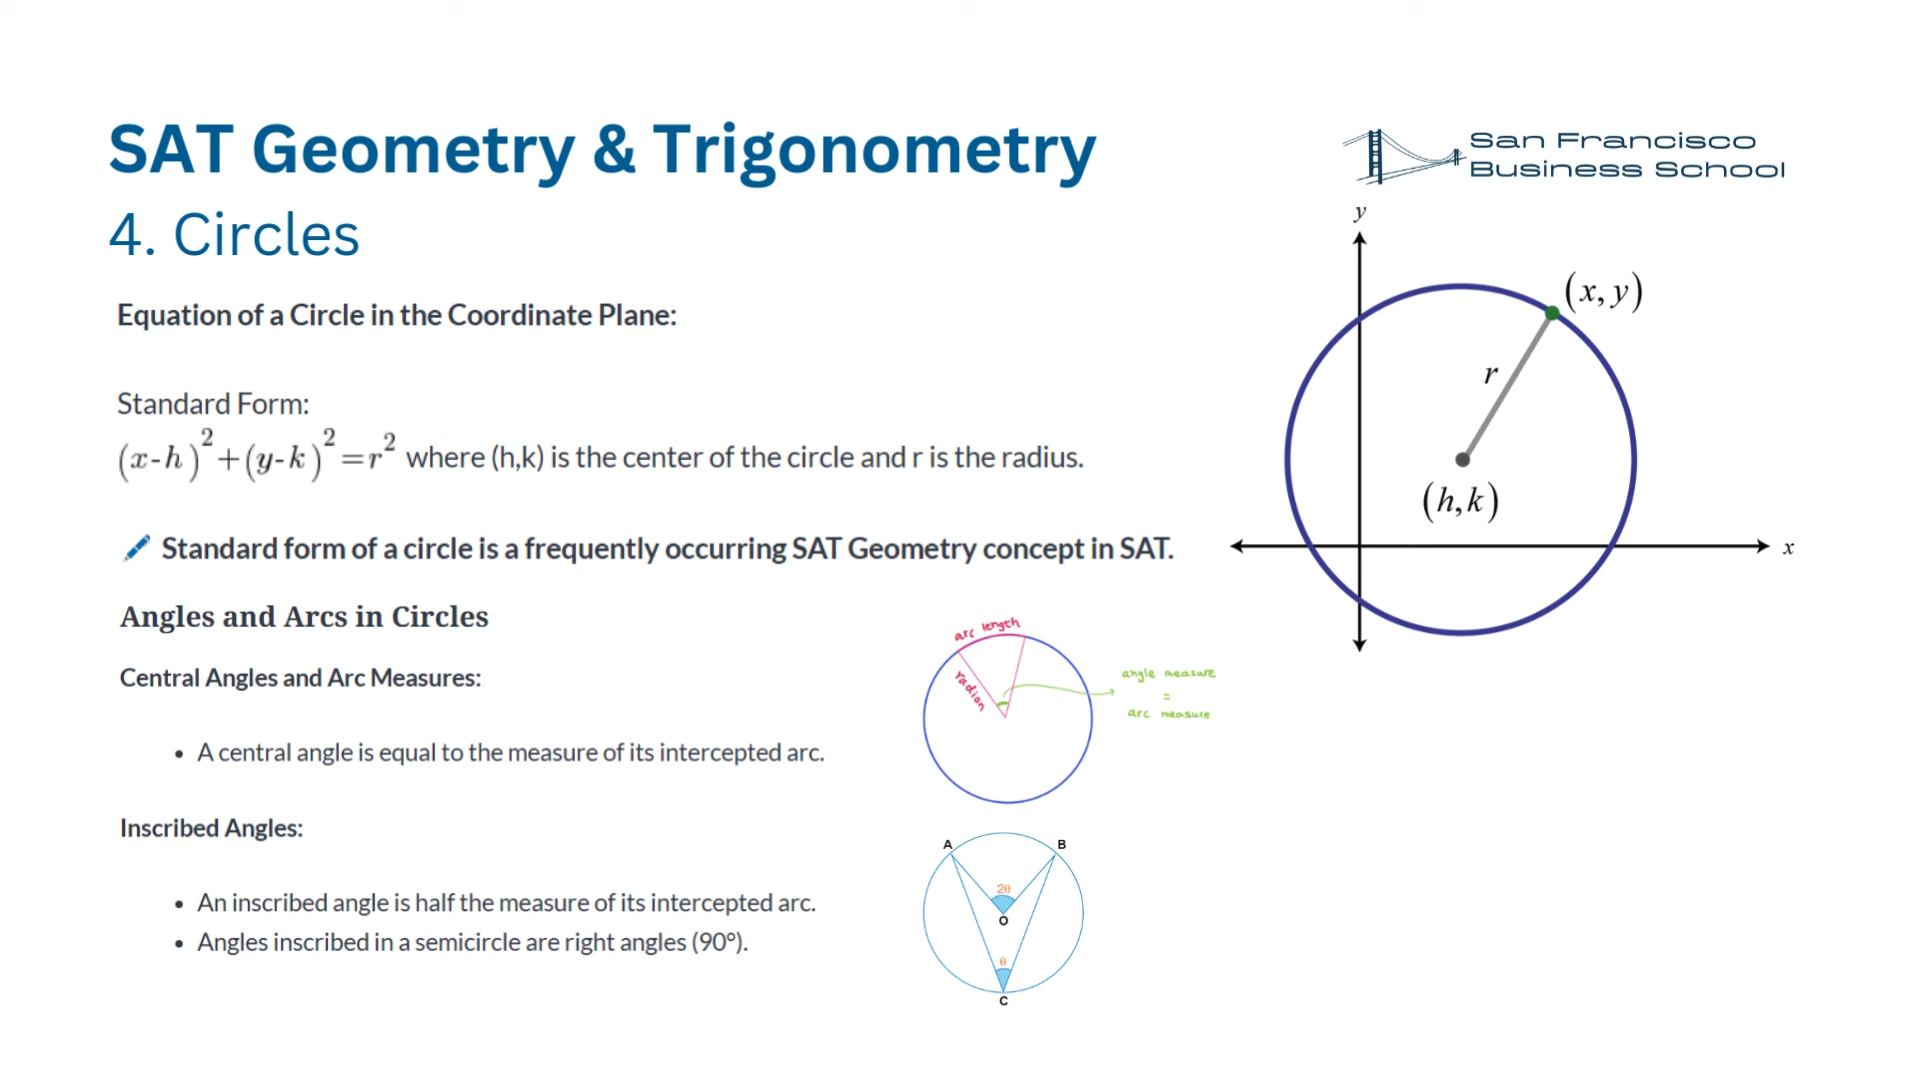 SAT Geometry & Trigonometry
4. Circles
San Francisco
Business School
Equation of a Circle in the Coordinate Plane:
Standard Form:
(x-h)²+(y-k)²=r² where (h,k) is the center of the circle and r is the radius.
Standard form of a circle is a frequently occurring SAT Geometry concept in SAT.
y
(x, y)
r
(h, k)
x
Angles and Arcs in Circles
Central Angles and Arc Measures:
A central angle is equal to the measure of its intercepted arc.
arc length
radion
angle measure
=
arc measure
Inscribed Angles:
An inscribed angle is half the measure of its intercepted arc.
Angles inscribed in a semicircle are right angles (90°).
A
B
2θ
O
θ
C